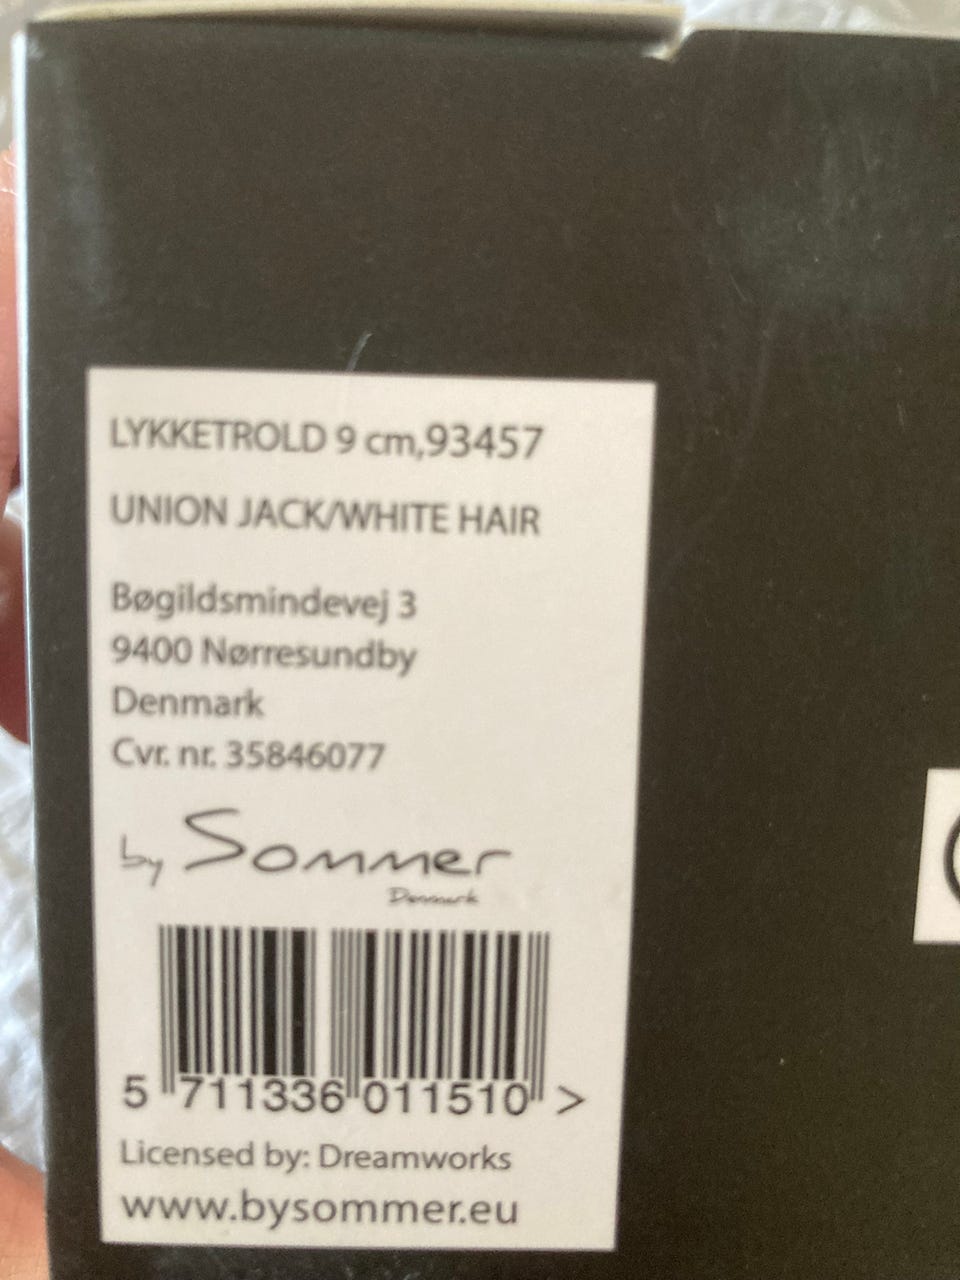 LYKKETROLD 9 cm,93457
UNION JACK/WHITE HAIR
Bøgildsmindevej 3
9400 Nørresundby
Denmark
Cvr. nr. 35846077
by Sommer
Denmark
5 711336 011510 >
Licensed by: Dreamworks
www.bysommer.eu